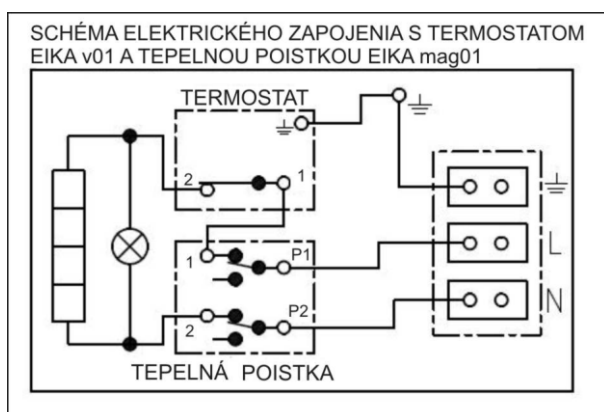 SCHÉMA ELEKTRICKÉHO ZAPOJENIA S TERMOSTATOM
EIKA v01 A TEPELNOU POISTKOU EIKA mag01
TERMOSTAT
2
1
1
P1
L
P2
N
2
TEPELNÁ POISTKA